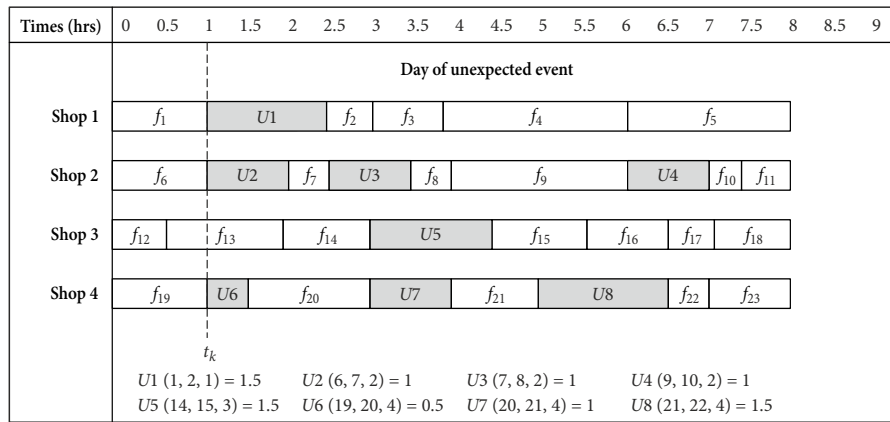 Times (hrs) 0 0.5 1 1.5 2 2.5 3 3.5 4 4.5 5 5.5 6 6.5 7 7.5 8 8.5 9
Day of unexpected event
Shop 1 f₁ U1 f₂ f₃ f₄ f₅
Shop 2 f₆ U2 f₇ U3 f₈ f₉ U4 f₁₀ f₁₁
Shop 3 f₁₂ f₁₃ f₁₄ U5 f₁₅ f₁₆ f₁₇ f₁₈
Shop 4 f₁₉ U6 f₂₀ U7 f₂₁ U8 f₂₂ f₂₃
tₖ
U1 (1, 2, 1) = 1.5 U2 (6, 7, 2) = 1 U3 (7, 8, 2) = 1 U4 (9, 10, 2) = 1
U5 (14, 15, 3) = 1.5 U6 (19, 20, 4) = 0.5 U7 (20, 21, 4) = 1 U8 (21, 22, 4) = 1.5